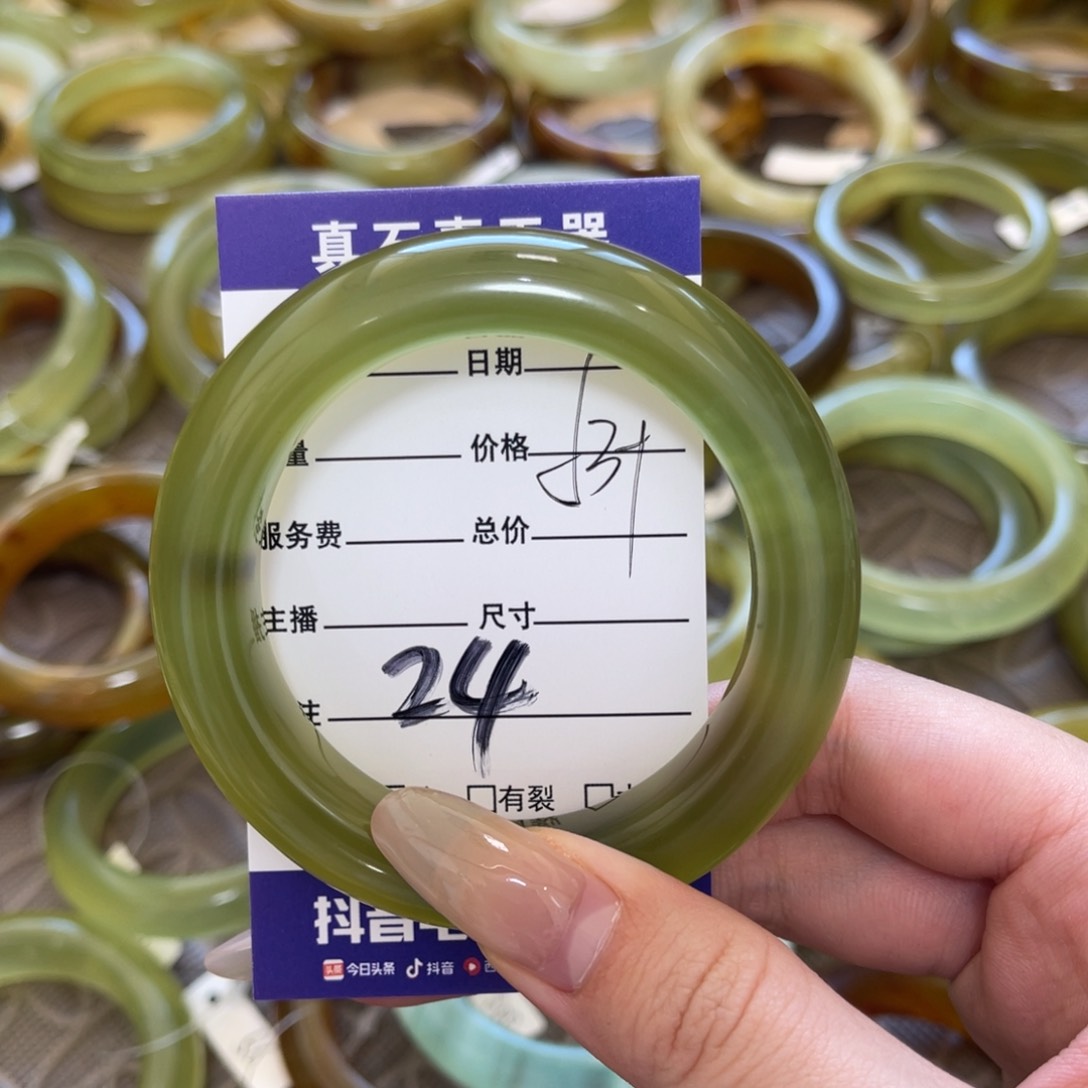 真石真玉器
日期
量 价格
服务费 总价
主播 尺寸
24
注
有裂
抖音
今日头条 抖音